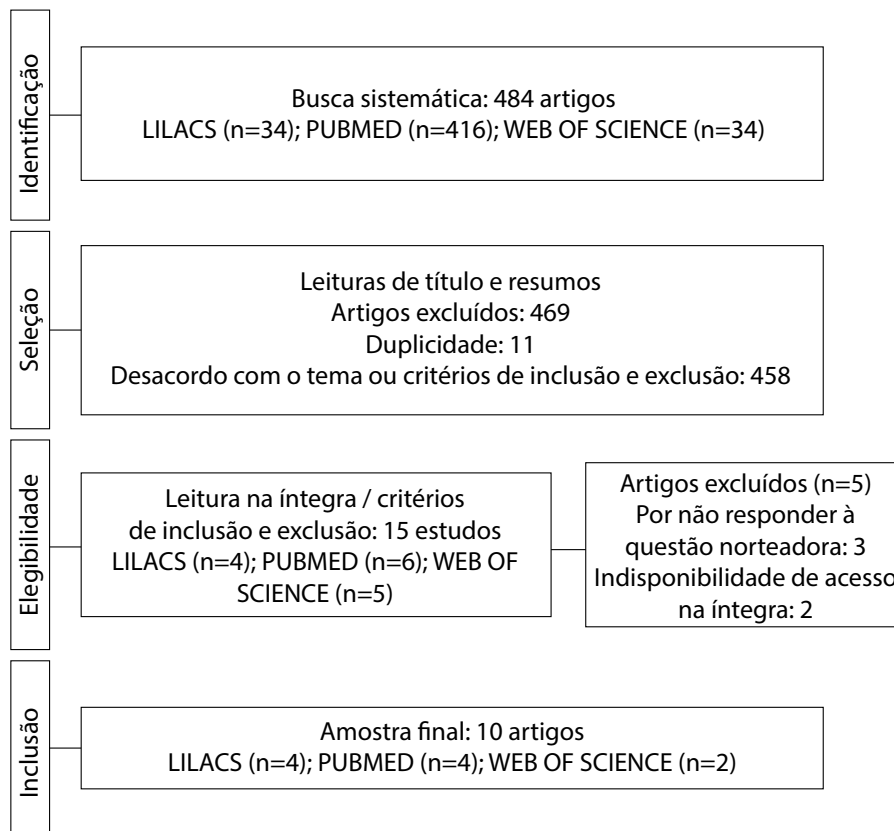 Identificação
Busca sistemática: 484 artigos
LILACS (n=34); PUBMED (n=416); WEB OF SCIENCE (n=34)
Seleção
Leituras de título e resumos
Artigos excluídos: 469
Duplicidade: 11
Desacordo com o tema ou critérios de inclusão e exclusão: 458
Elegibilidade
Leitura na íntegra / critérios
de inclusão e exclusão: 15 estudos
LILACS (n=4); PUBMED (n=6); WEB OF
SCIENCE (n=5)
Artigos excluídos (n=5)
Por não responder à
questão norteadora: 3
Indisponibilidade de acesso
na íntegra: 2
Inclusão
Amostra final: 10 artigos
LILACS (n=4); PUBMED (n=4); WEB OF SCIENCE (n=2)